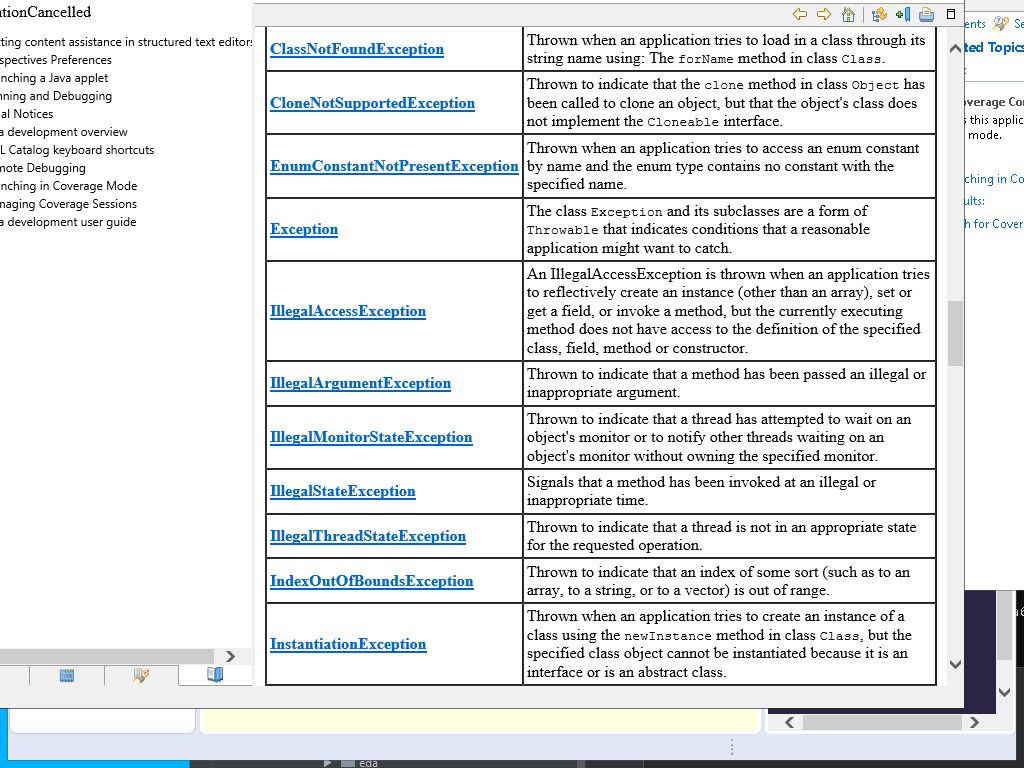 tionCancelled
ting content assistance in structured text editors
spectives Preferences
nching a Java applet
nning and Debugging
al Notices
a development overview
L Catalog keyboard shortcuts
mote Debugging
nching in Coverage Mode
naging Coverage Sessions
a development user guide
ClassNotFoundException
Thrown when an application tries to load in a class through its
string name using: The forName method in class Class.
CloneNotSupportedException
Thrown to indicate that the clone method in class Object has
been called to clone an object, but that the object's class does
not implement the Cloneable interface.
EnumConstantNotPresentException
Thrown when an application tries to access an enum constant
by name and the enum type contains no constant with the
specified name.
Exception
The class Exception and its subclasses are a form of
Throwable that indicates conditions that a reasonable
application might want to catch.
IllegalAccessException
An IllegalAccessException is thrown when an application tries
to reflectively create an instance (other than an array), set or
get a field, or invoke a method, but the currently executing
method does not have access to the definition of the specified
class, field, method or constructor.
IllegalArgumentException
Thrown to indicate that a method has been passed an illegal or
inappropriate argument.
IllegalMonitorStateException
Thrown to indicate that a thread has attempted to wait on an
object's monitor or to notify other threads waiting on an
object's monitor without owning the specified monitor.
IllegalStateException
Signals that a method has been invoked at an illegal or
inappropriate time.
IllegalThreadStateException
Thrown to indicate that a thread is not in an appropriate state
for the requested operation.
IndexOutOfBoundsException
Thrown to indicate that an index of some sort (such as to an
array, to a string, or to a vector) is out of range.
InstantiationException
Thrown when an application tries to create an instance of a
class using the newInstance method in class Class, but the
specified class object cannot be instantiated because it is an
interface or is an abstract class.
ents Se
ted Topics
verage Co
s this applic
mode.
ching in Co
ults:
h for Cover
eda